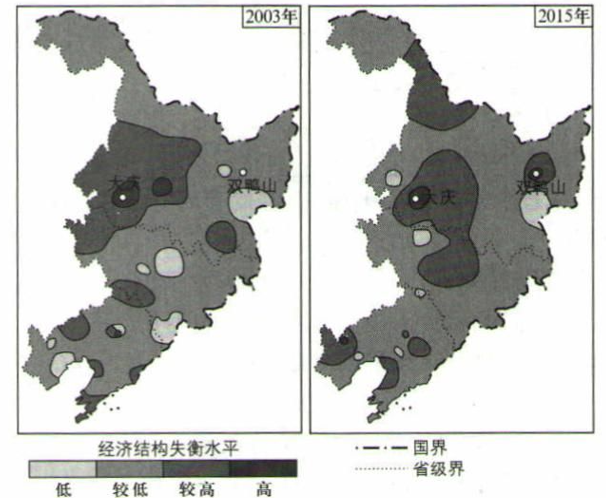 2003年
大庆
双鸭山
2015年
大庆
双鸭山
经济结构失衡水平
低 较低 较高 高
国界
省级界